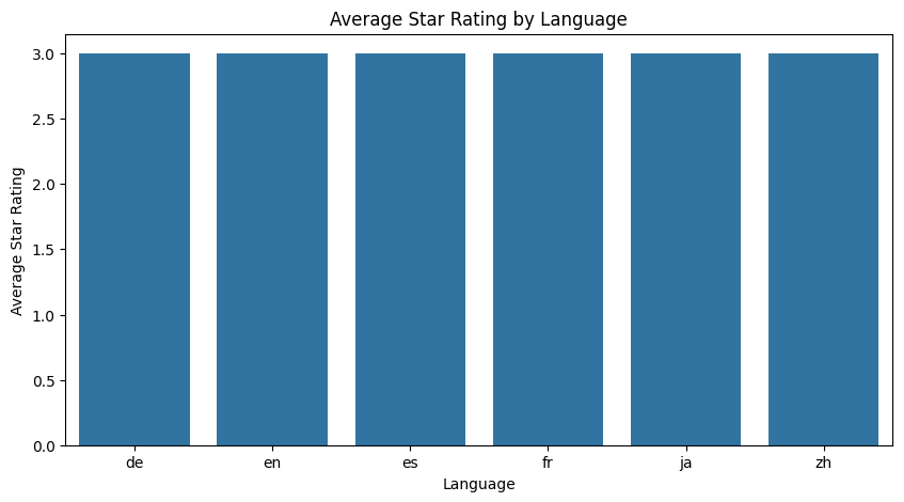 Average Star Rating by Language
Average Star Rating
3.0
2.5
2.0
1.5
1.0
0.5
0.0
de en es fr ja zh
Language